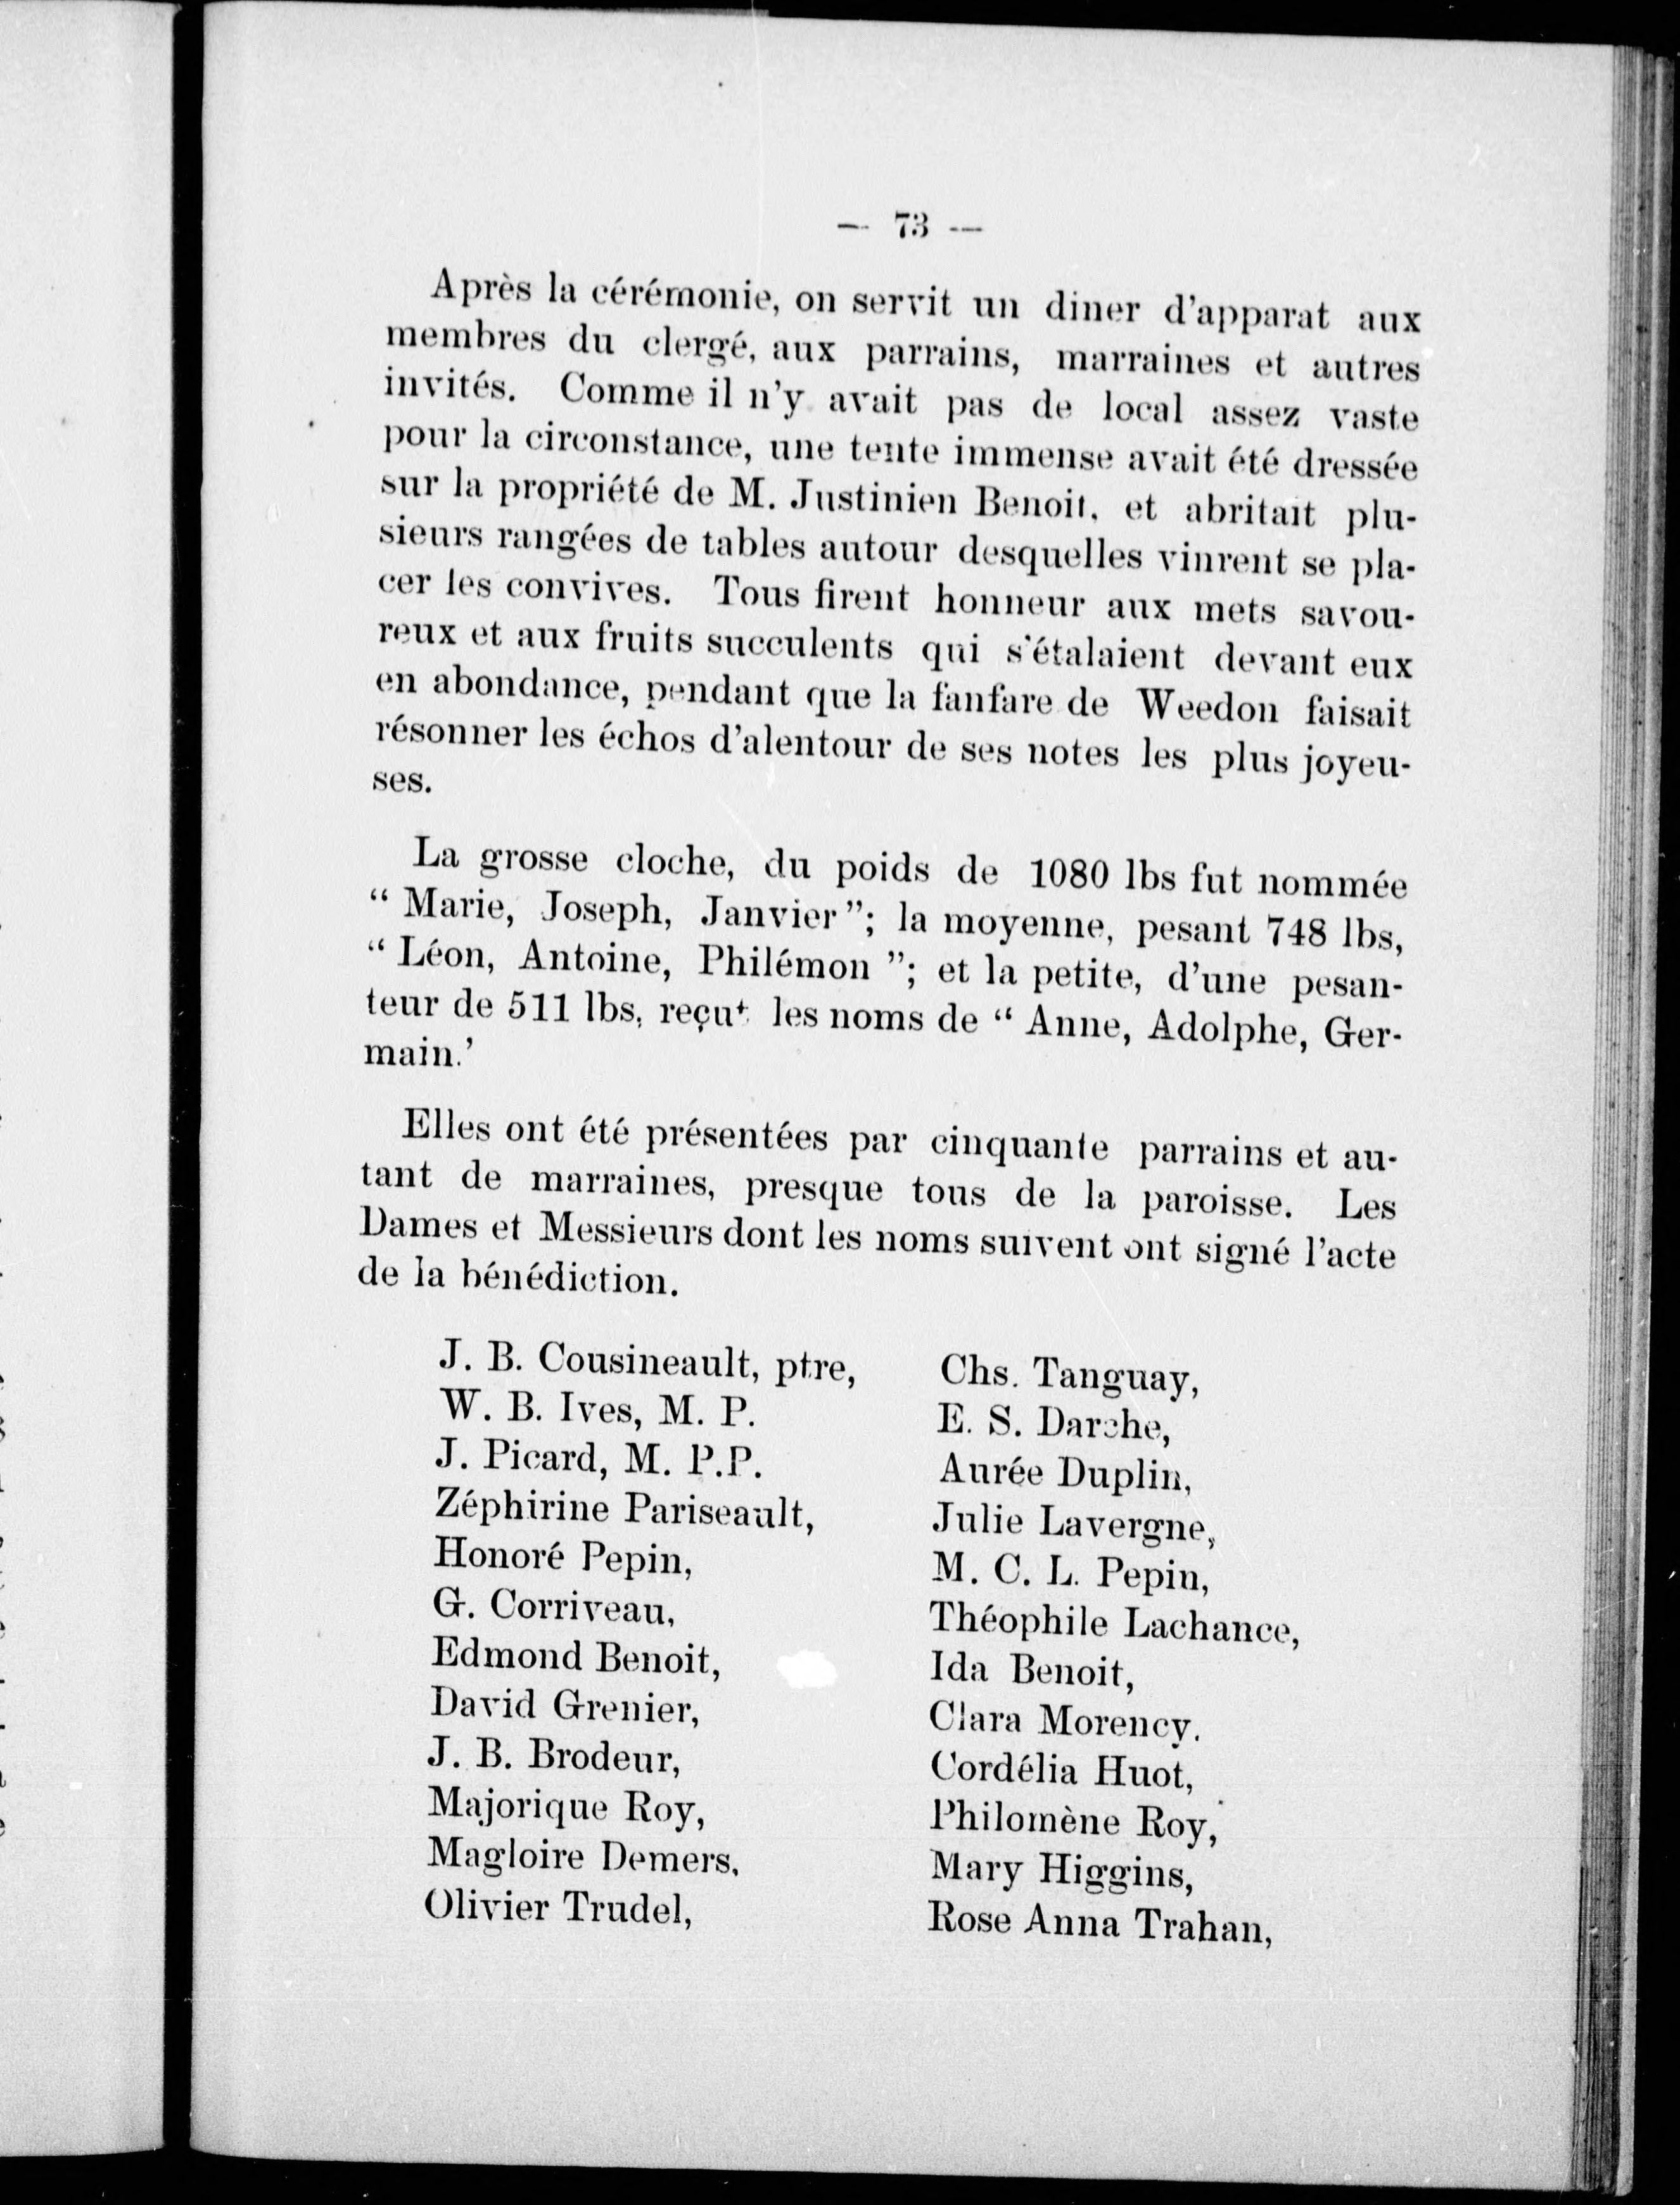 — 73 —
Après la cérémonie, on servit un diner d'apparat aux
membres du clergé, aux parrains, marraines et autres
invités. Comme il n'y avait pas de local assez vaste
pour la circonstance, une tente immense avait été dressée
sur la propriété de M. Justinien Benoit, et abritait plu-
sieurs rangées de tables autour desquelles vinrent se pla-
cer les convives. Tous firent honneur aux mets savou-
reux et aux fruits succulents qui s'étalaient devant eux
en abondance, pendant que la fanfare de Weedon faisait
résonner les échos d'alentour de ses notes les plus joyeu-
ses.
La grosse cloche, du poids de 1080 lbs fut nommée
“ Marie, Joseph, Janvier”; la moyenne, pesant 748 lbs,
“ Léon, Antoine, Philémon ”; et la petite, d'une pesan-
teur de 511 lbs, reçut les noms de “ Anne, Adolphe, Ger-
main.’
Elles ont été présentées par cinquante parrains et au-
tant de marraines, presque tous de la paroisse. Les
Dames et Messieurs dont les noms suivent ont signé l'acte
de la bénédiction.
J. B. Cousineault, ptre,
W. B. Ives, M. P.
J. Picard, M. P.P.
Zéphirine Pariseault,
Honoré Pepin,
G. Corriveau,
Edmond Benoit,
David Grenier,
J. B. Brodeur,
Majorique Roy,
Magloire Demers,
Olivier Trudel,
Chs. Tanguay,
E. S. Darche,
Aurée Duplin,
Julie Lavergne,
M. C. L. Pepin,
Théophile Lachance,
Ida Benoit,
Clara Morency.
Cordélia Huot,
Philomène Roy,
Mary Higgins,
Rose Anna Trahan,